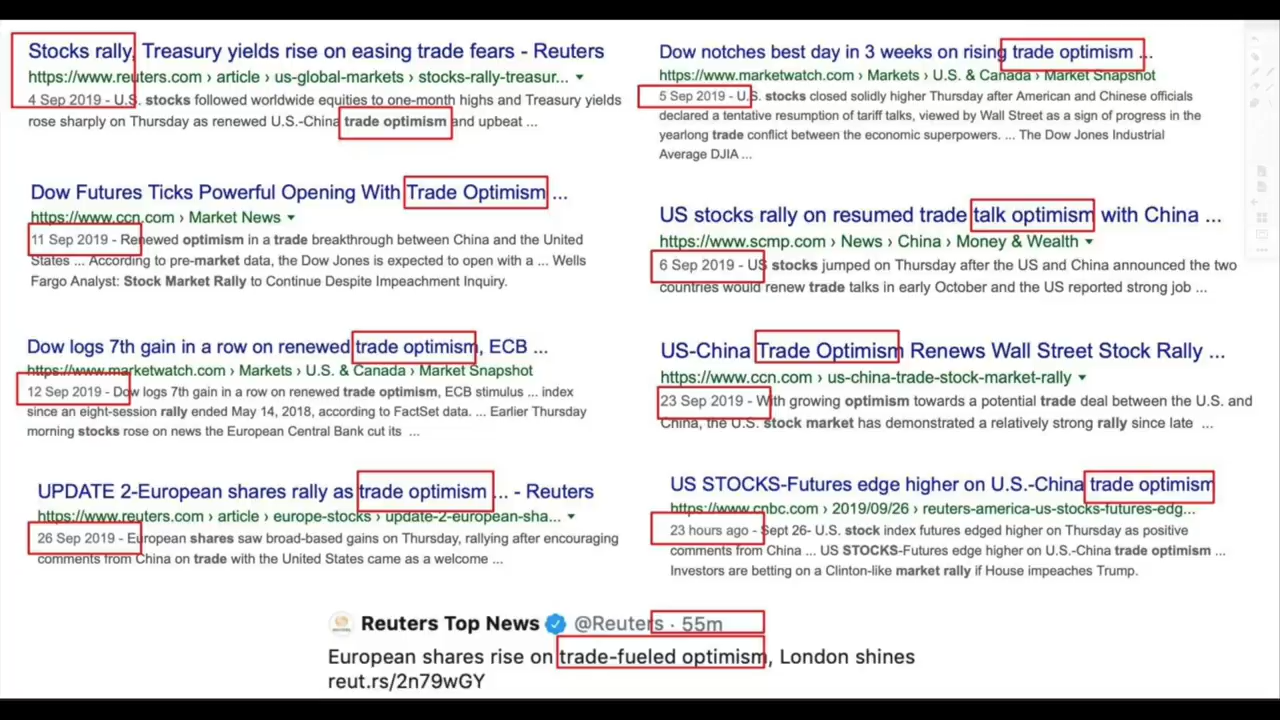 Stocks rally, Treasury yields rise on easing trade fears - Reuters
https://www.reuters.com › article › us-global-markets › stocks-rally-treasur... ▼
4 Sep 2019 - U.S. stocks followed worldwide equities to one-month highs and Treasury yields
rose sharply on Thursday as renewed U.S.-China trade optimism and upbeat ...
Dow notches best day in 3 weeks on rising trade optimism ...
https://www.marketwatch.com › Markets › U.S. & Canada › Market Snapshot
5 Sep 2019 - U.S. stocks closed solidly higher Thursday after American and Chinese officials
declared a tentative resumption of tariff talks, viewed by Wall Street as a sign of progress in the
yearlong trade conflict between the economic superpowers. ... The Dow Jones Industrial
Average DJIA ...
Dow Futures Ticks Powerful Opening With Trade Optimism ...
https://www.ccn.com › Market News ▼
11 Sep 2019 - Renewed optimism in a trade breakthrough between China and the United
States ... According to pre-market data, the Dow Jones is expected to open with a ... Wells
Fargo Analyst: Stock Market Rally to Continue Despite Impeachment Inquiry.
US stocks rally on resumed trade talk optimism with China ...
https://www.scmp.com › News › China › Money & Wealth ▼
6 Sep 2019 - US stocks jumped on Thursday after the US and China announced the two
countries would renew trade talks in early October and the US reported strong job ...
Dow logs 7th gain in a row on renewed trade optimism, ECB ...
https://www.marketwatch.com › Markets › U.S. & Canada › Market Snapshot
12 Sep 2019 - Dow logs 7th gain in a row on renewed trade optimism, ECB stimulus ... index
since an eight-session rally ended May 14, 2018, according to FactSet data. ... Earlier Thursday
morning stocks rose on news the European Central Bank cut its ...
US-China Trade Optimism Renews Wall Street Stock Rally ...
https://www.ccn.com › us-china-trade-stock-market-rally ▼
23 Sep 2019 - With growing optimism towards a potential trade deal between the U.S. and
China, the U.S. stock market has demonstrated a relatively strong rally since late ...
UPDATE 2-European shares rally as trade optimism ... - Reuters
https://www.reuters.com › article › europe-stocks › update-2-european-sha... ▼
26 Sep 2019 - European shares saw broad-based gains on Thursday, rallying after encouraging
comments from China on trade with the United States came as a welcome ...
US STOCKS-Futures edge higher on U.S.-China trade optimism
https://www.cnbc.com › 2019/09/26 › reuters-america-us-stocks-futures-edg...
23 hours ago - Sept 26- U.S. stock index futures edged higher on Thursday as positive
comments from China ... US STOCKS-Futures edge higher on U.S.-China trade optimism ...
Investors are betting on a Clinton-like market rally if House impeaches Trump.
Reuters Top News @Reuters · 55m
European shares rise on trade-fueled optimism, London shines
reut.rs/2n79wGY